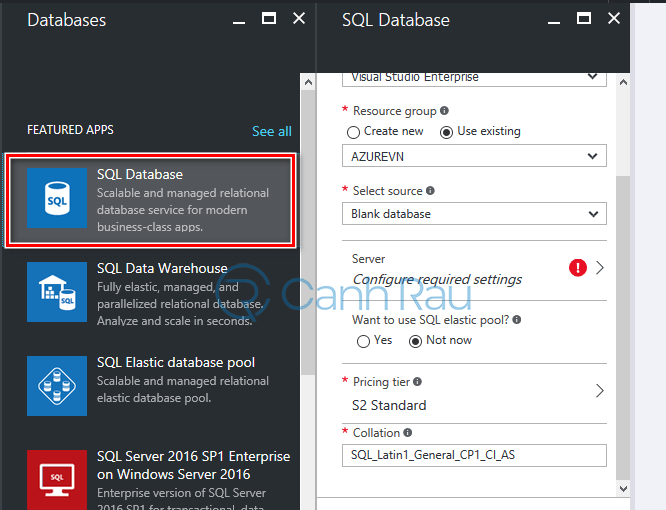 Databases
FEATURED APPS
See all
SQL Database
Scalable and managed relational
database service for modern
business-class apps.
SQL
SQL Data Warehouse
Fully elastic, managed, and
parallelized relational database.
Analyze and scale in seconds.
SQL
SQL Elastic database pool
Scalable and managed relational
elastic database pool.
SQL Server 2016 SP1 Enterprise
on Windows Server 2016
Enterprise version of SQL Server
2016 SP1 for transactional, data
SQL
SQL Database
Visual Studio Enterprise
* Resource group
Create new
Use existing
AZUREVN
* Select source
Blank database
Server
Configure required settings
Want to use SQL elastic pool?
Yes
Not now
* Pricing tier
S2 Standard
* Collation
SQL_Latin1_General_CP1_CI_AS
Canh Rau